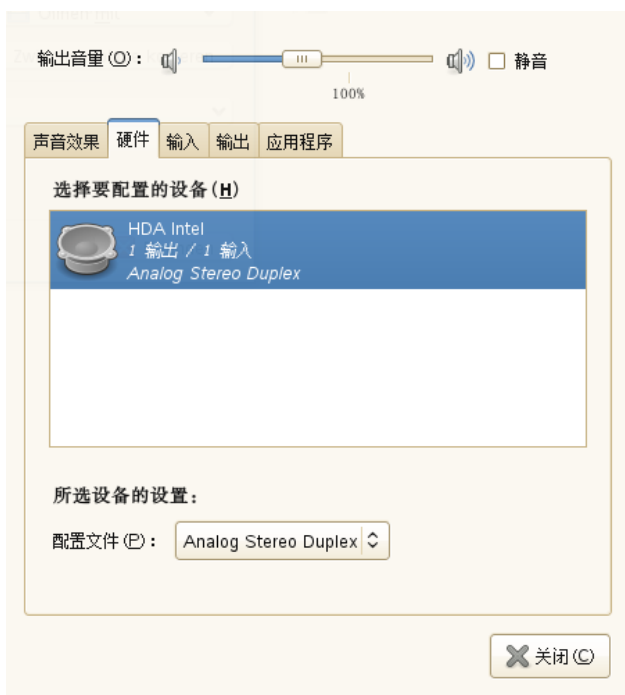 输出音量(O)： 静音
100%
声音效果 硬件 输入 输出 应用程序
选择要配置的设备(H)
HDA Intel
1 输出 / 1 输入
Analog Stereo Duplex
所选设备的设置：
配置文件(P)： Analog Stereo Duplex
关闭(C)